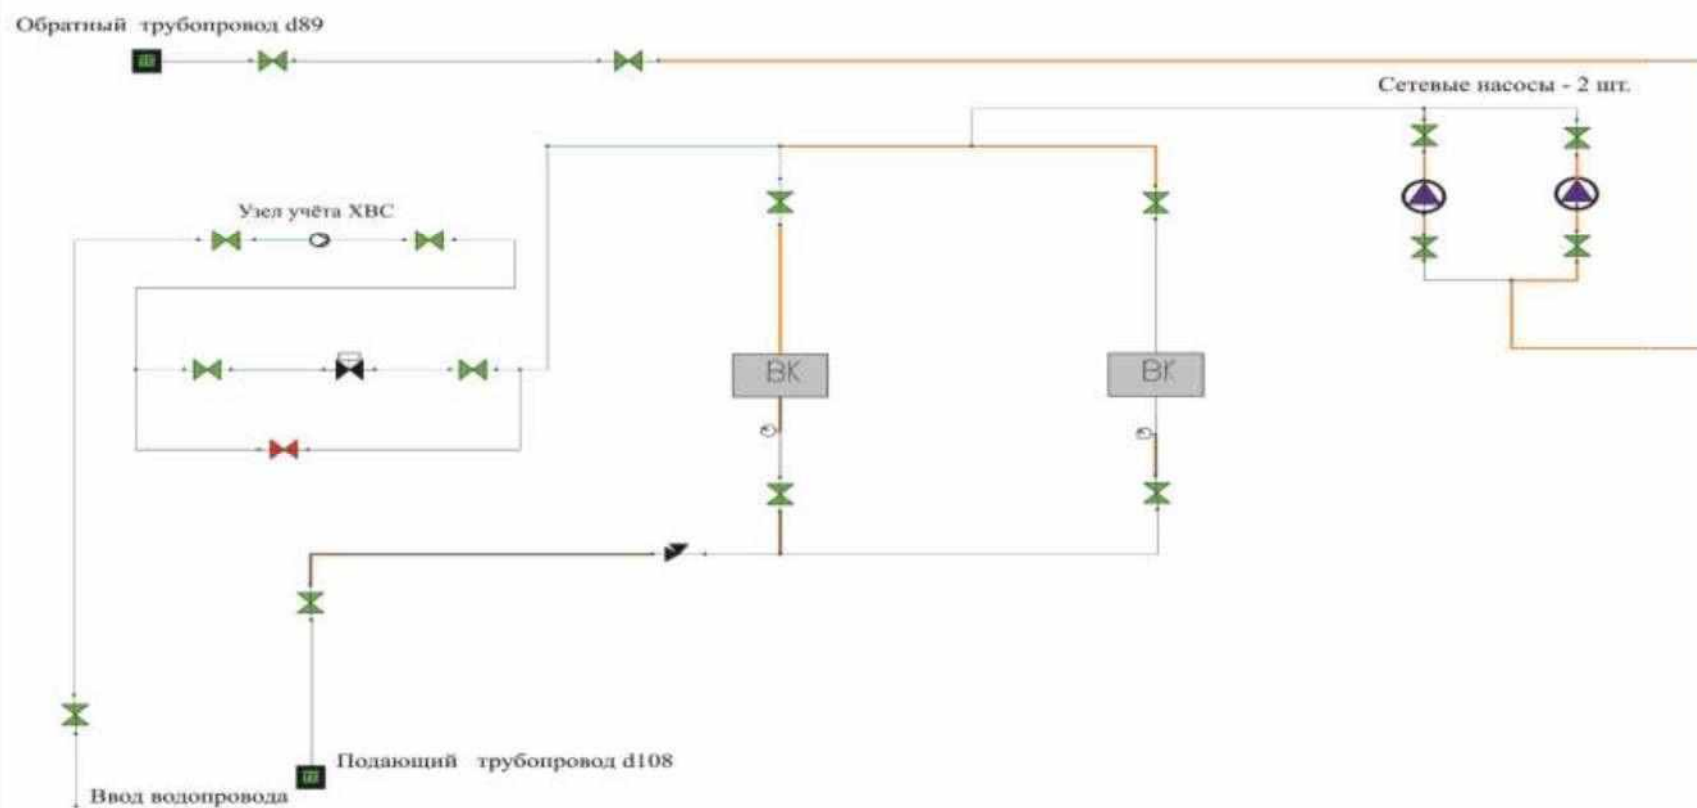 Обратный трубопровод d89
Сетевые насосы - 2 шт.
Узел учёта ХВС
ВК
ВК
Подающий трубопровод d108
Ввод водопровода